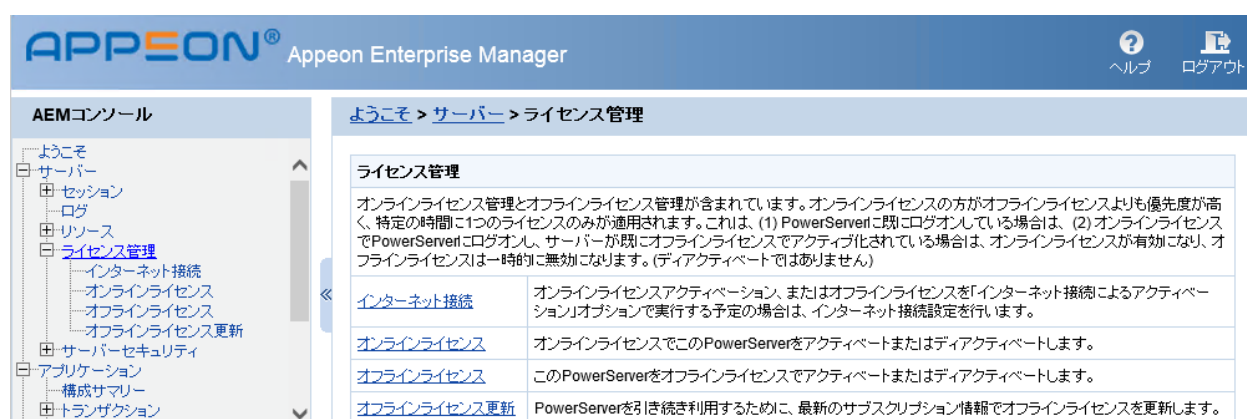 APPEON® Appeon Enterprise Manager
ヘルプ
ログアウト
AEMコンソール
ようこそ
サーバー
セッション
ログ
リソース
ライセンス管理
インターネット接続
オンラインライセンス
オフラインライセンス
オフラインライセンス更新
サーバーセキュリティ
アプリケーション
構成サマリー
トランザクション
«
ようこそ > サーバー > ライセンス管理
ライセンス管理
オンラインライセンス管理とオフラインライセンス管理が含まれています。オンラインライセンスの方がオフラインライセンスよりも優先度が高
く、特定の時間に1つのライセンスのみが適用されます。これは、(1) PowerServerに既にログオンしている場合は、(2) オンラインライセンス
でPowerServerにログオンし、サーバーが既にオフラインライセンスでアクティブ化されている場合は、オンラインライセンスが有効になり、オ
フラインライセンスは一時的に無効になります。(ディアクティベートではありません)
インターネット接続
オンラインライセンスアクティベーション、またはオフラインライセンスを「インターネット接続によるアクティベー
ション」オプションで実行する予定の場合は、インターネット接続設定を行います。
オンラインライセンス
オンラインライセンスでこのPowerServerをアクティベートまたはディアクティベートします。
オフラインライセンス
このPowerServerをオフラインライセンスでアクティベートまたはディアクティベートします。
オフラインライセンス更新
PowerServerを引き続き利用するために、最新のサブスクリプション情報でオフラインライセンスを更新します。